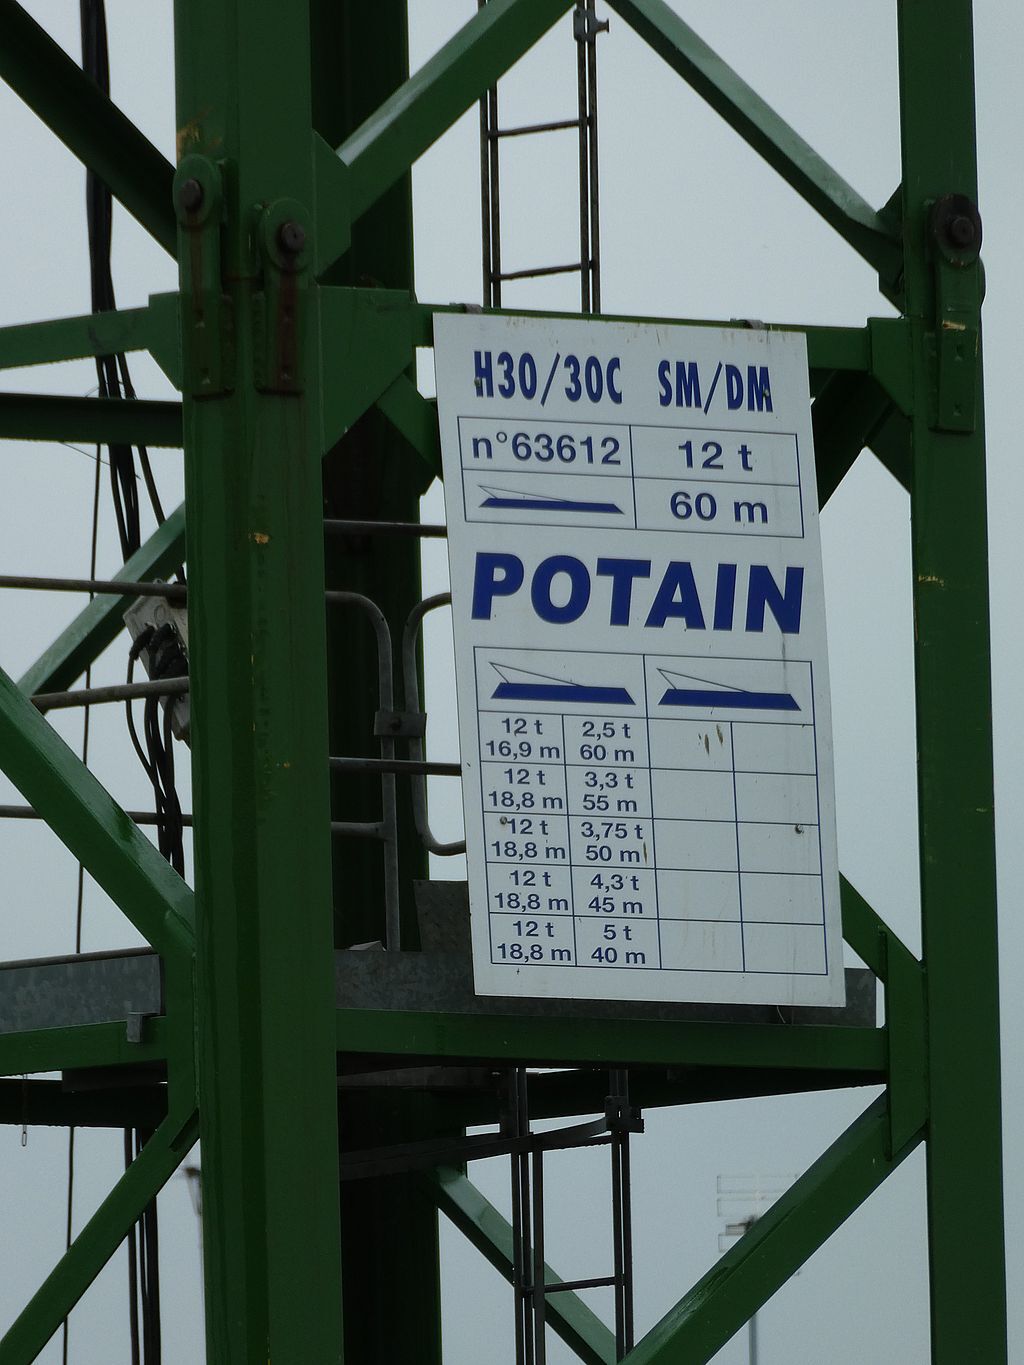 H30/30C SM/DM
n°63612 12 t
60 m
POTAIN
12 t 2,5 t
16,9 m 60 m
12 t 3,3 t
18,8 m 55 m
12 t 3,75 t
18,8 m 50 m
12 t 4,3 t
18,8 m 45 m
12 t 5 t
18,8 m 40 m